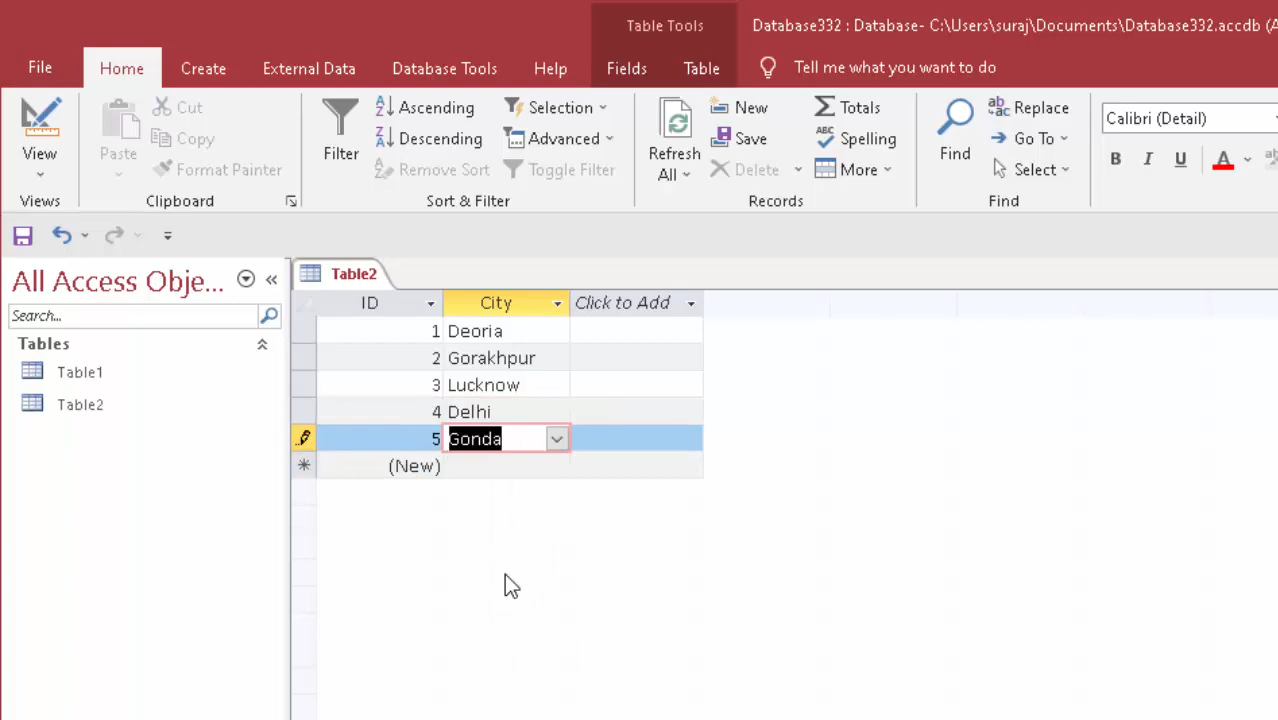 Table Tools
Database332 : Database- C:\Users\suraj\Documents\Database332.accdb (A
File Home Create External Data Database Tools Help Fields Table Tell me what you want to do
View
Views
Paste
Cut
Copy
Format Painter
Clipboard
Filter
Ascending
Descending
Remove Sort
Selection
Advanced
Toggle Filter
Sort & Filter
Refresh
All
New
Save
Delete
Totals
Spelling
More
Records
Find
Replace
Go To
Select
Find
Calibri (Detail)
B I U A
All Access Obje...
Search...
Tables
Table1
Table2
Table2
ID City Click to Add
1 Deoria
2 Gorakhpur
3 Lucknow
4 Delhi
5 Gonda
(New)